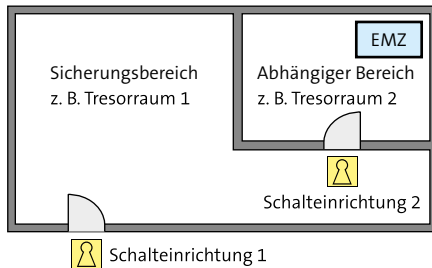 EMZ
Sicherungsbereich
z. B. Tresorraum 1
Abhängiger Bereich
z. B. Tresorraum 2
Schalteinrichtung 2
Schalteinrichtung 1